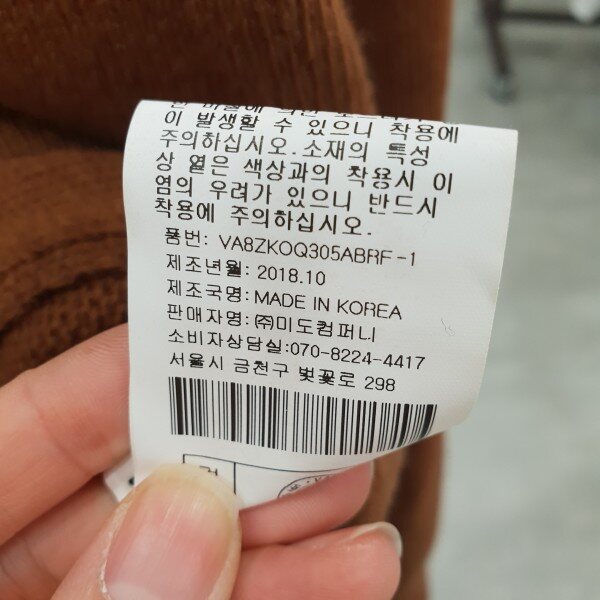 이 발생할 수 있으니 착용에
주의하십시오.소재의 특성
상 옅은 색상과의 착용시 이
염의 우려가 있으니 반드시
착용에 주의하십시오.
품번: VA8ZKOQ305ABRF-1
제조년월: 2018.10
제조국명: MADE IN KOREA
판매자명:㈜미도컴퍼니
소비자상담실:070-8224-4417
서울시 금천구 벚꽃로 298